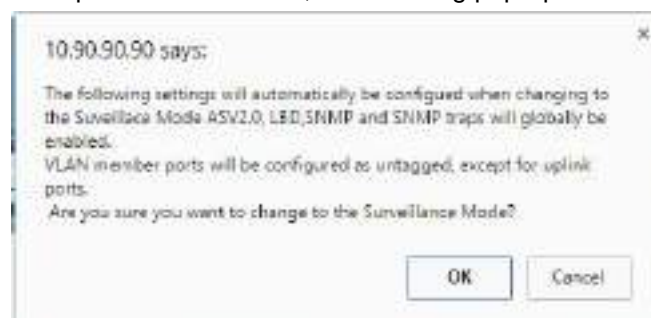 10.90.90.90 says:
The following settings will automatically be configued when changing to
the Suveillace Mode ASV2.0, LBD,SNMP and SNMP traps will globally be
enabled.
VLAN member ports will be configured as untagged, except for uplink
ports.
Are you sure you want to change to the Surveillance Mode?
OK
Cancel